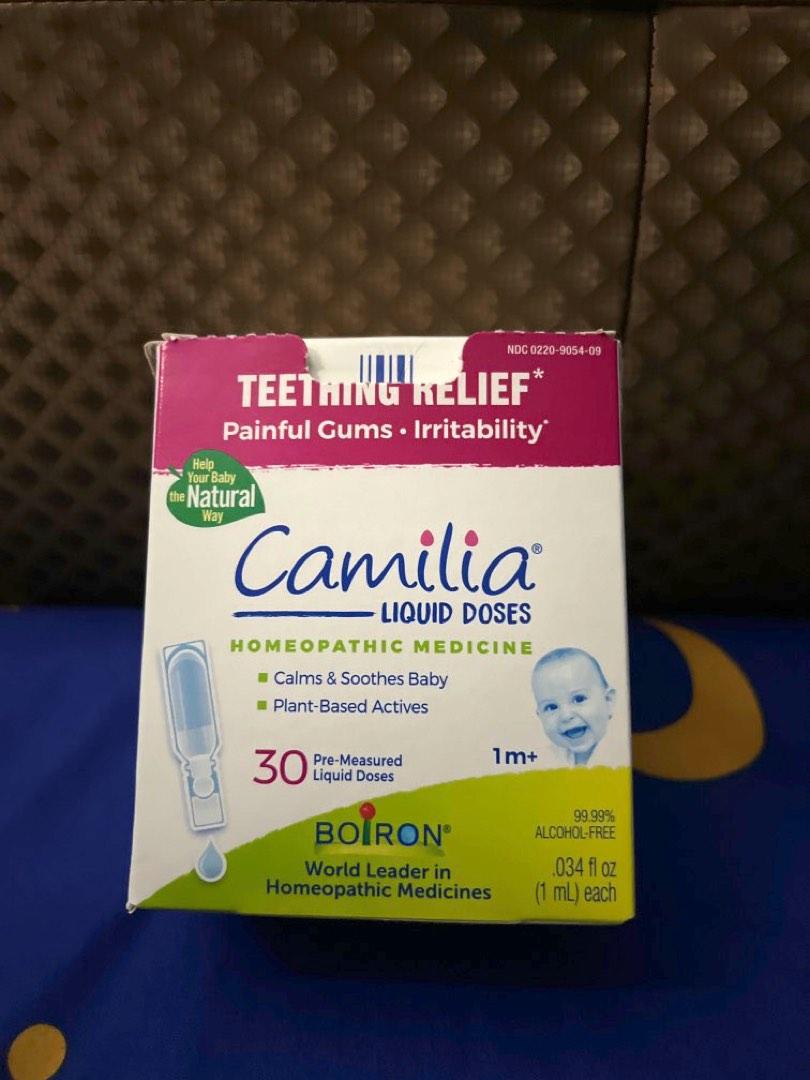 NDC 0220-9054-09
TEETHING RELIEF*
Painful Gums • Irritability*
Help
Your Baby
the Natural
Way
Camilia®
LIQUID DOSES
HOMEOPATHIC MEDICINE
▪ Calms & Soothes Baby
▪ Plant-Based Actives
30 Pre-Measured
Liquid Doses
1m+
BOIRON®
World Leader in
Homeopathic Medicines
99.99%
ALCOHOL-FREE
.034 fl oz
(1 mL) each